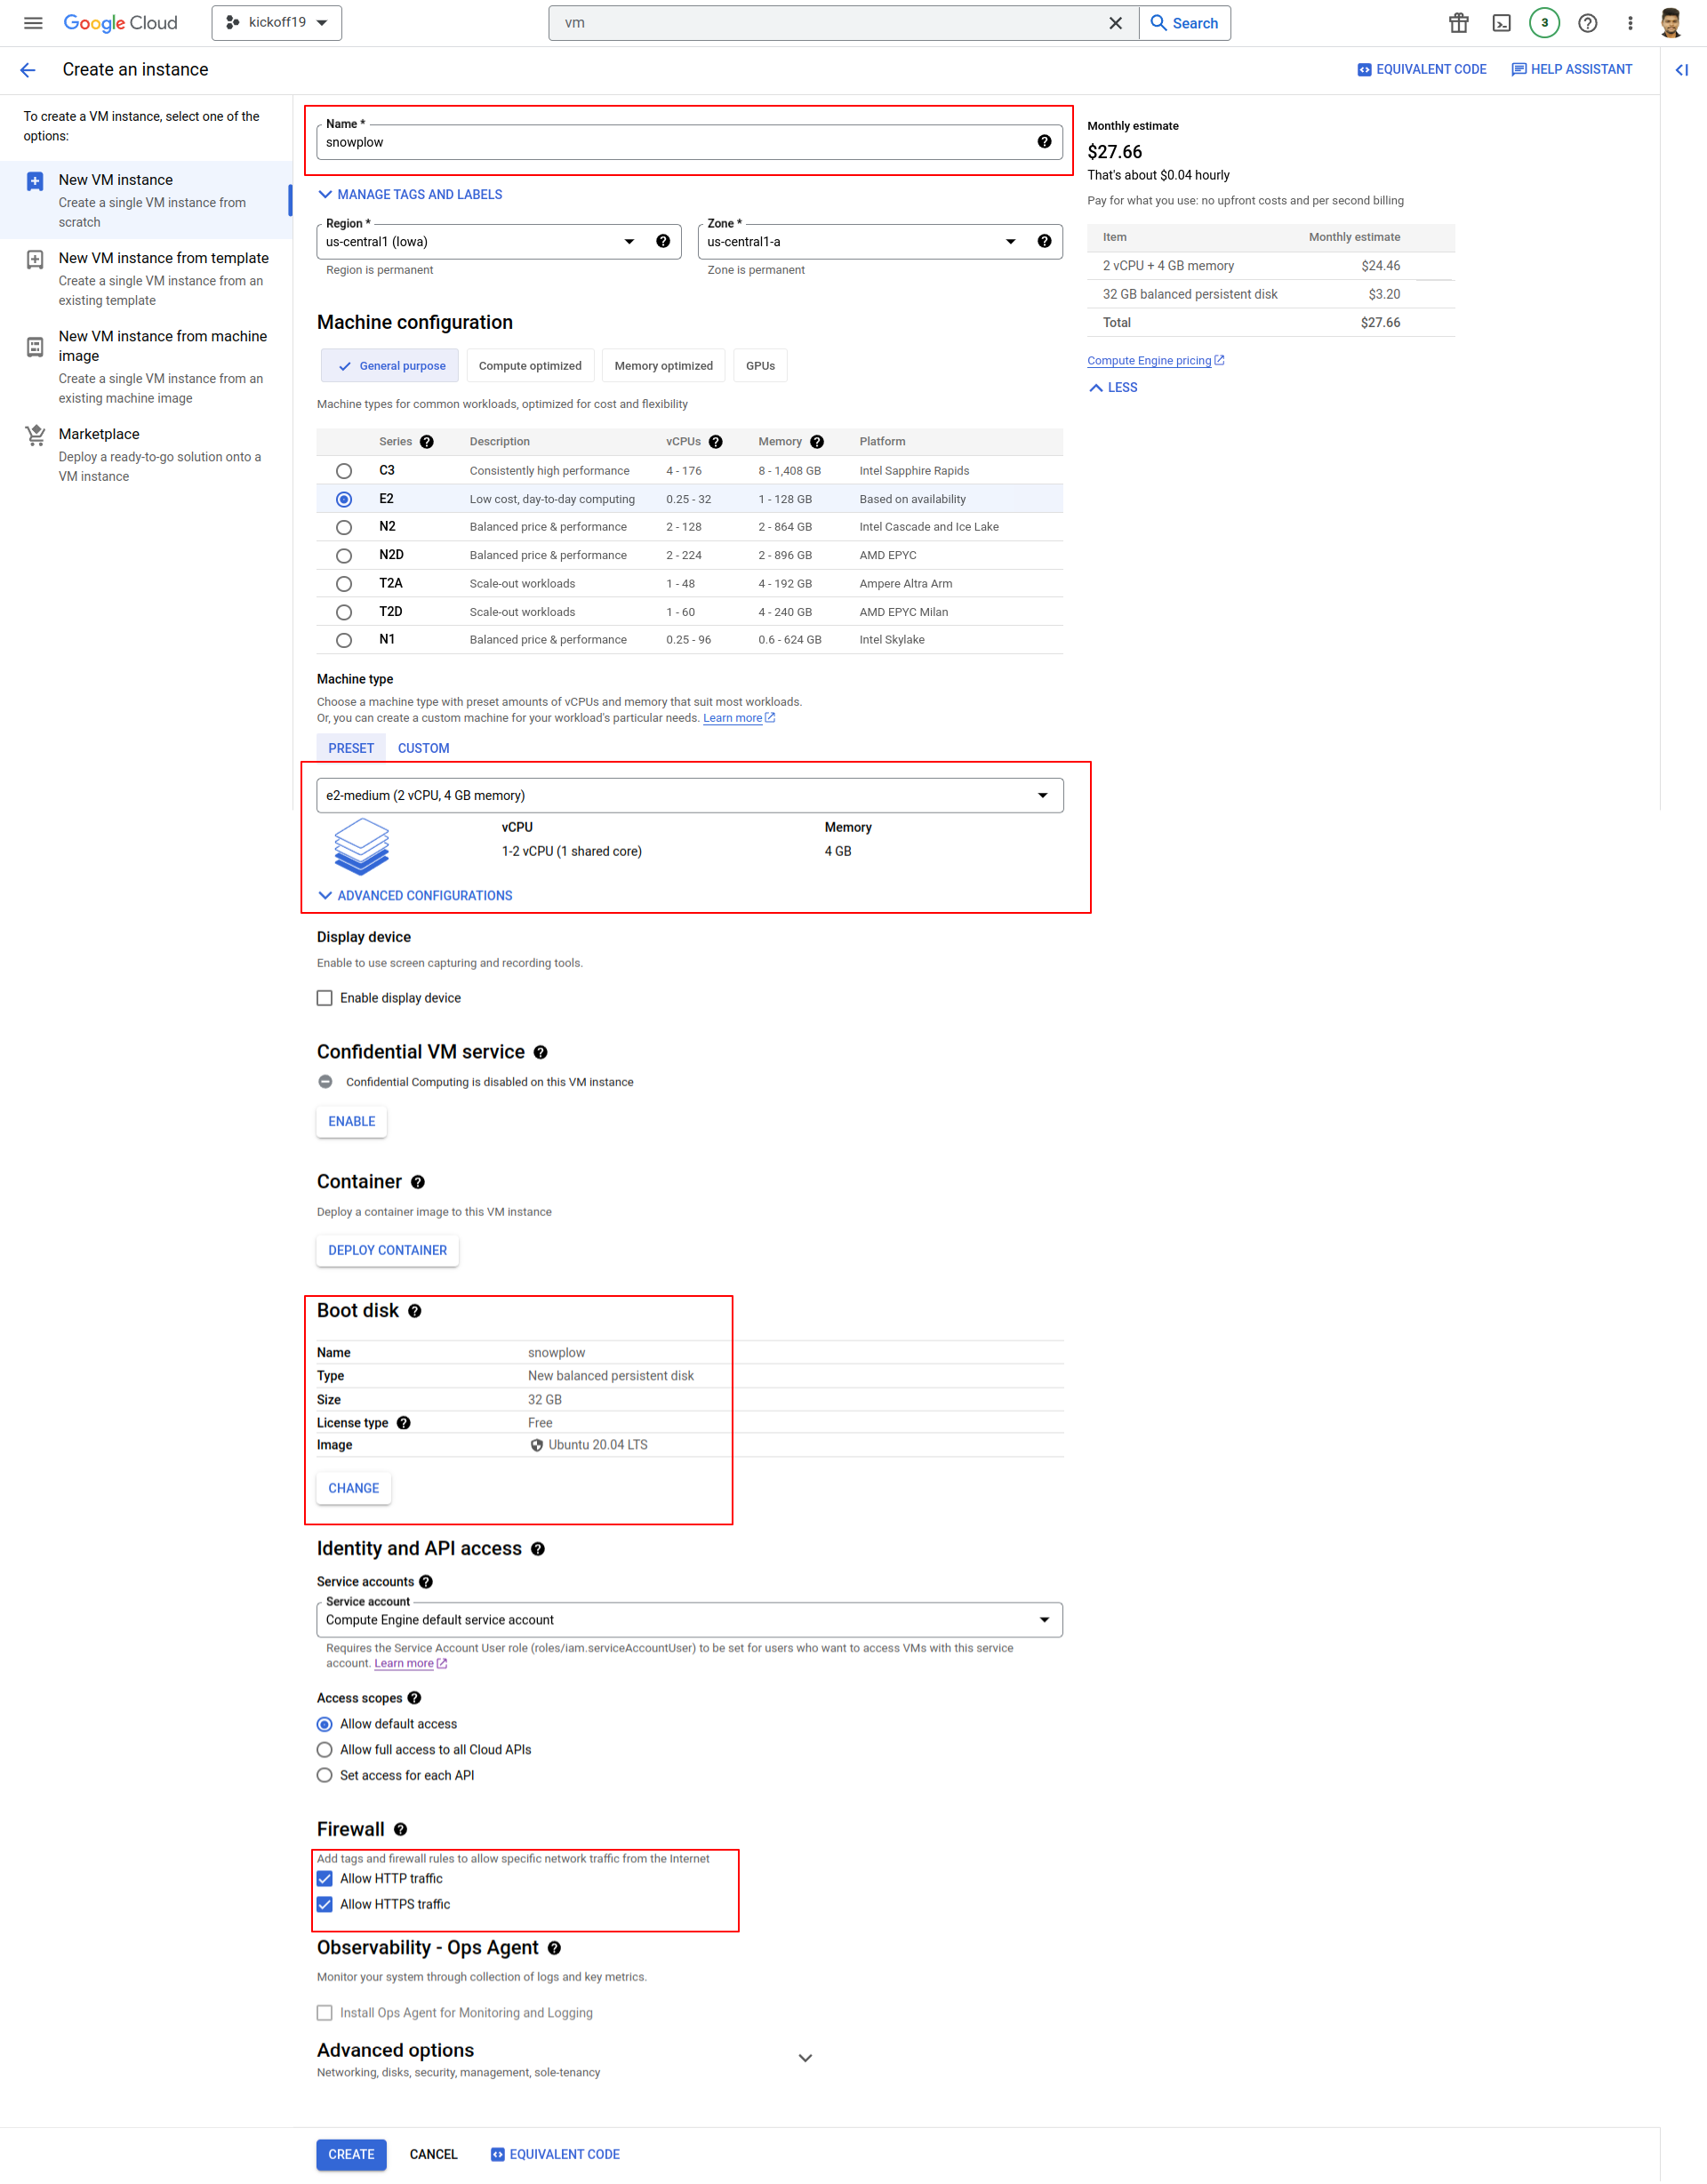 Google Cloud
kickoff19
vm
Search
3
Create an instance
EQUIVALENT CODE
HELP ASSISTANT
To create a VM instance, select one of the
options:
New VM instance
Create a single VM instance from
scratch
New VM instance from template
Create a single VM instance from an
existing template
New VM instance from machine
image
Create a single VM instance from an
existing machine image
Marketplace
Deploy a ready-to-go solution onto a
VM instance
Name *
snowplow
MANAGE TAGS AND LABELS
Region *
us-central1 (Iowa)
Region is permanent
Zone *
us-central1-a
Zone is permanent
Machine configuration
General purpose
Compute optimized
Memory optimized
GPUs
Machine types for common workloads, optimized for cost and flexibility
Series Description vCPUs Memory Platform
C3 Consistently high performance 4 - 176 8 - 1,408 GB Intel Sapphire Rapids
E2 Low cost, day-to-day computing 0.25 - 32 1 - 128 GB Based on availability
N2 Balanced price & performance 2 - 128 2 - 864 GB Intel Cascade and Ice Lake
N2D Balanced price & performance 2 - 224 2 - 896 GB AMD EPYC
T2A Scale-out workloads 1 - 48 4 - 192 GB Ampere Altra Arm
T2D Scale-out workloads 1 - 60 4 - 240 GB AMD EPYC Milan
N1 Balanced price & performance 0.25 - 96 0.6 - 624 GB Intel Skylake
Machine type
Choose a machine type with preset amounts of vCPUs and memory that suit most workloads.
Or, you can create a custom machine for your workload's particular needs. Learn more
PRESET CUSTOM
e2-medium (2 vCPU, 4 GB memory)
vCPU Memory
1-2 vCPU (1 shared core) 4 GB
ADVANCED CONFIGURATIONS
Display device
Enable to use screen capturing and recording tools.
Enable display device
Confidential VM service
Confidential Computing is disabled on this VM instance
ENABLE
Container
Deploy a container image to this VM instance
DEPLOY CONTAINER
Boot disk
Name snowplow
Type New balanced persistent disk
Size 32 GB
License type Free
Image Ubuntu 20.04 LTS
CHANGE
Identity and API access
Service accounts
Service account
Compute Engine default service account
Requires the Service Account User role (roles/iam.serviceAccountUser) to be set for users who want to access VMs with this service
account. Learn more
Access scopes
Allow default access
Allow full access to all Cloud APIs
Set access for each API
Firewall
Add tags and firewall rules to allow specific network traffic from the Internet
Allow HTTP traffic
Allow HTTPS traffic
Observability - Ops Agent
Monitor your system through collection of logs and key metrics.
Install Ops Agent for Monitoring and Logging
Advanced options
Networking, disks, security, management, sole-tenancy
CREATE CANCEL EQUIVALENT CODE
Monthly estimate
$27.66
That's about $0.04 hourly
Pay for what you use: no upfront costs and per second billing
Item Monthly estimate
2 vCPU + 4 GB memory $24.46
32 GB balanced persistent disk $3.20
Total $27.66
Compute Engine pricing
LESS